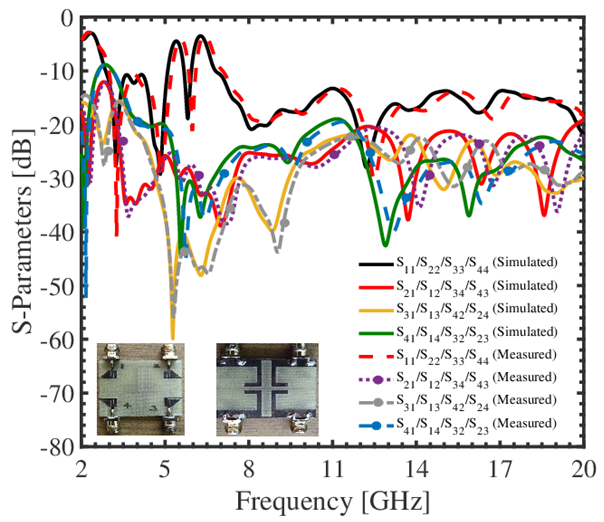 0
-10
-20
-30
-40
-50
-60
-70
-80
S-Parameters [dB]
S11/S22/S33/S44 (Simulated)
S21/S12/S34/S43 (Simulated)
S31/S13/S42/S24 (Simulated)
S41/S14/S32/S23 (Simulated)
S11/S22/S33/S44 (Measured)
S21/S12/S34/S43 (Measured)
S31/S13/S42/S24 (Measured)
S41/S14/S32/S23 (Measured)
2 5 8 11 14 17 20
Frequency [GHz]